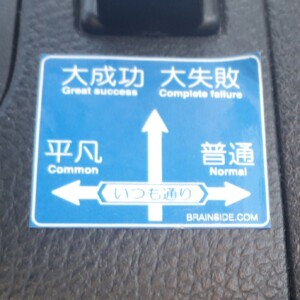 大成功 大失敗
Great success Complete failure
平凡 普通
Common Normal
いつも通り
BRAINSIDE.COM